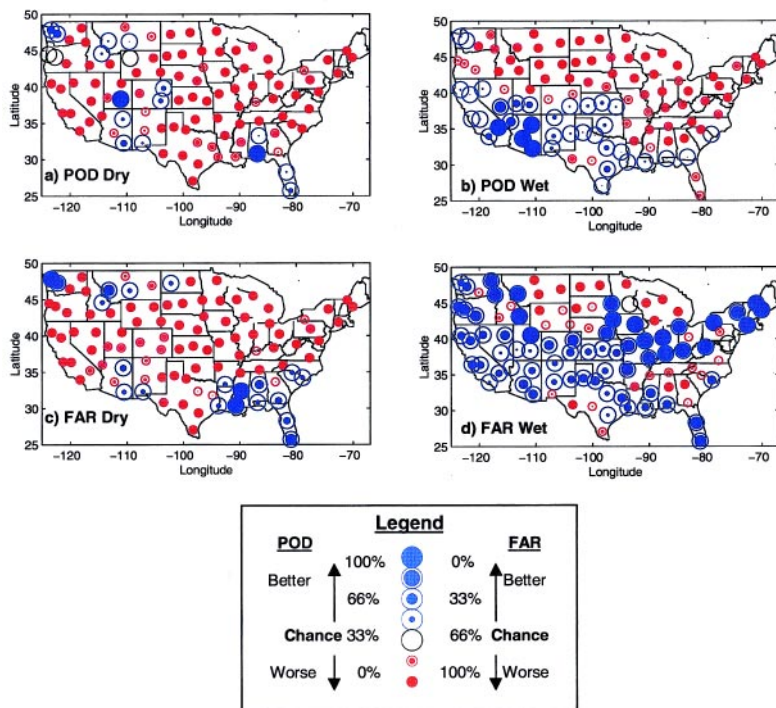 50
45
40
35
30
25
Latitude
a) POD Dry
−120 −110 −100 −90 −80 −70
Longitude
50
45
40
35
30
25
Latitude
b) POD Wet
−120 −110 −100 −90 −80 −70
Longitude
50
45
40
35
30
25
Latitude
c) FAR Dry
−120 −110 −100 −90 −80 −70
Longitude
50
45
40
35
30
25
Latitude
d) FAR Wet
−120 −110 −100 −90 −80 −70
Longitude
Legend
POD FAR
100% 0%
Better Better
66% 33%
Chance 33% 66% Chance
Worse 0% 100% Worse